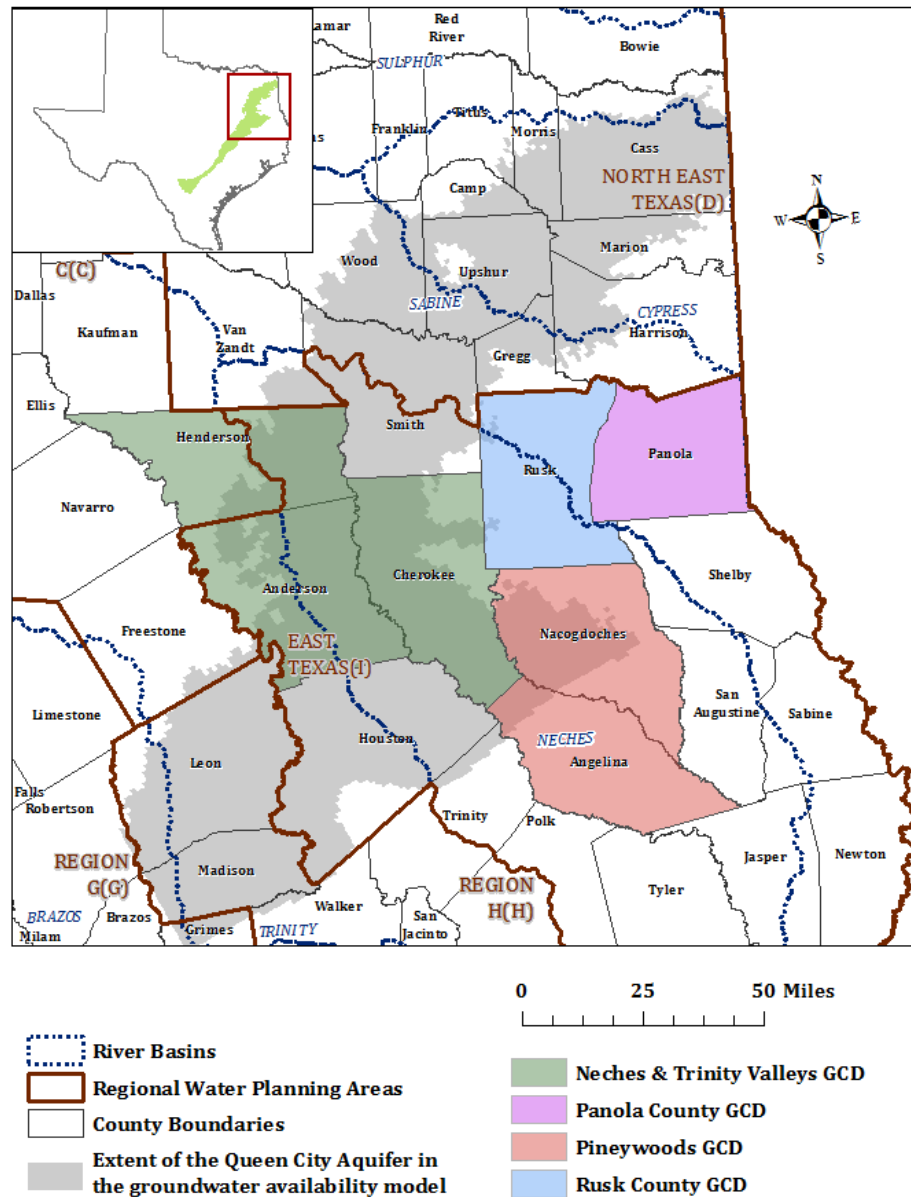 amar
Red
River
Bowie
SULPHUR
Titus
Franklin
Morris
ns
Cass
NORTH EAST
TEXAS(D)
Camp
N
W
E
S
Wood
Marion
Upshur
C(C)
Dallas
SABINE
CYPRESS
Kaufman
Van
Zandt
Harrison
Gregg
Ellis
Smith
Henderson
Rusk
Panola
Navarro
Cherokee
Shelby
Anderson
Freestone
Nacogdoches
EAST
TEXAS(I)
Limestone
San
Augustine
Sabine
Houston
NECHES
Leon
Angelina
Falls
Robertson
Trinity
Polk
REGION
G(G)
Madison
Jasper
Newton
REGION
H(H)
Tyler
Walker
BRAZOS
Brazos
San
Jacinto
Milam
Grimes
TRINITY
0 25 50 Miles
River Basins
Regional Water Planning Areas
County Boundaries
Extent of the Queen City Aquifer in
the groundwater availability model
Neches & Trinity Valleys GCD
Panola County GCD
Pineywoods GCD
Rusk County GCD